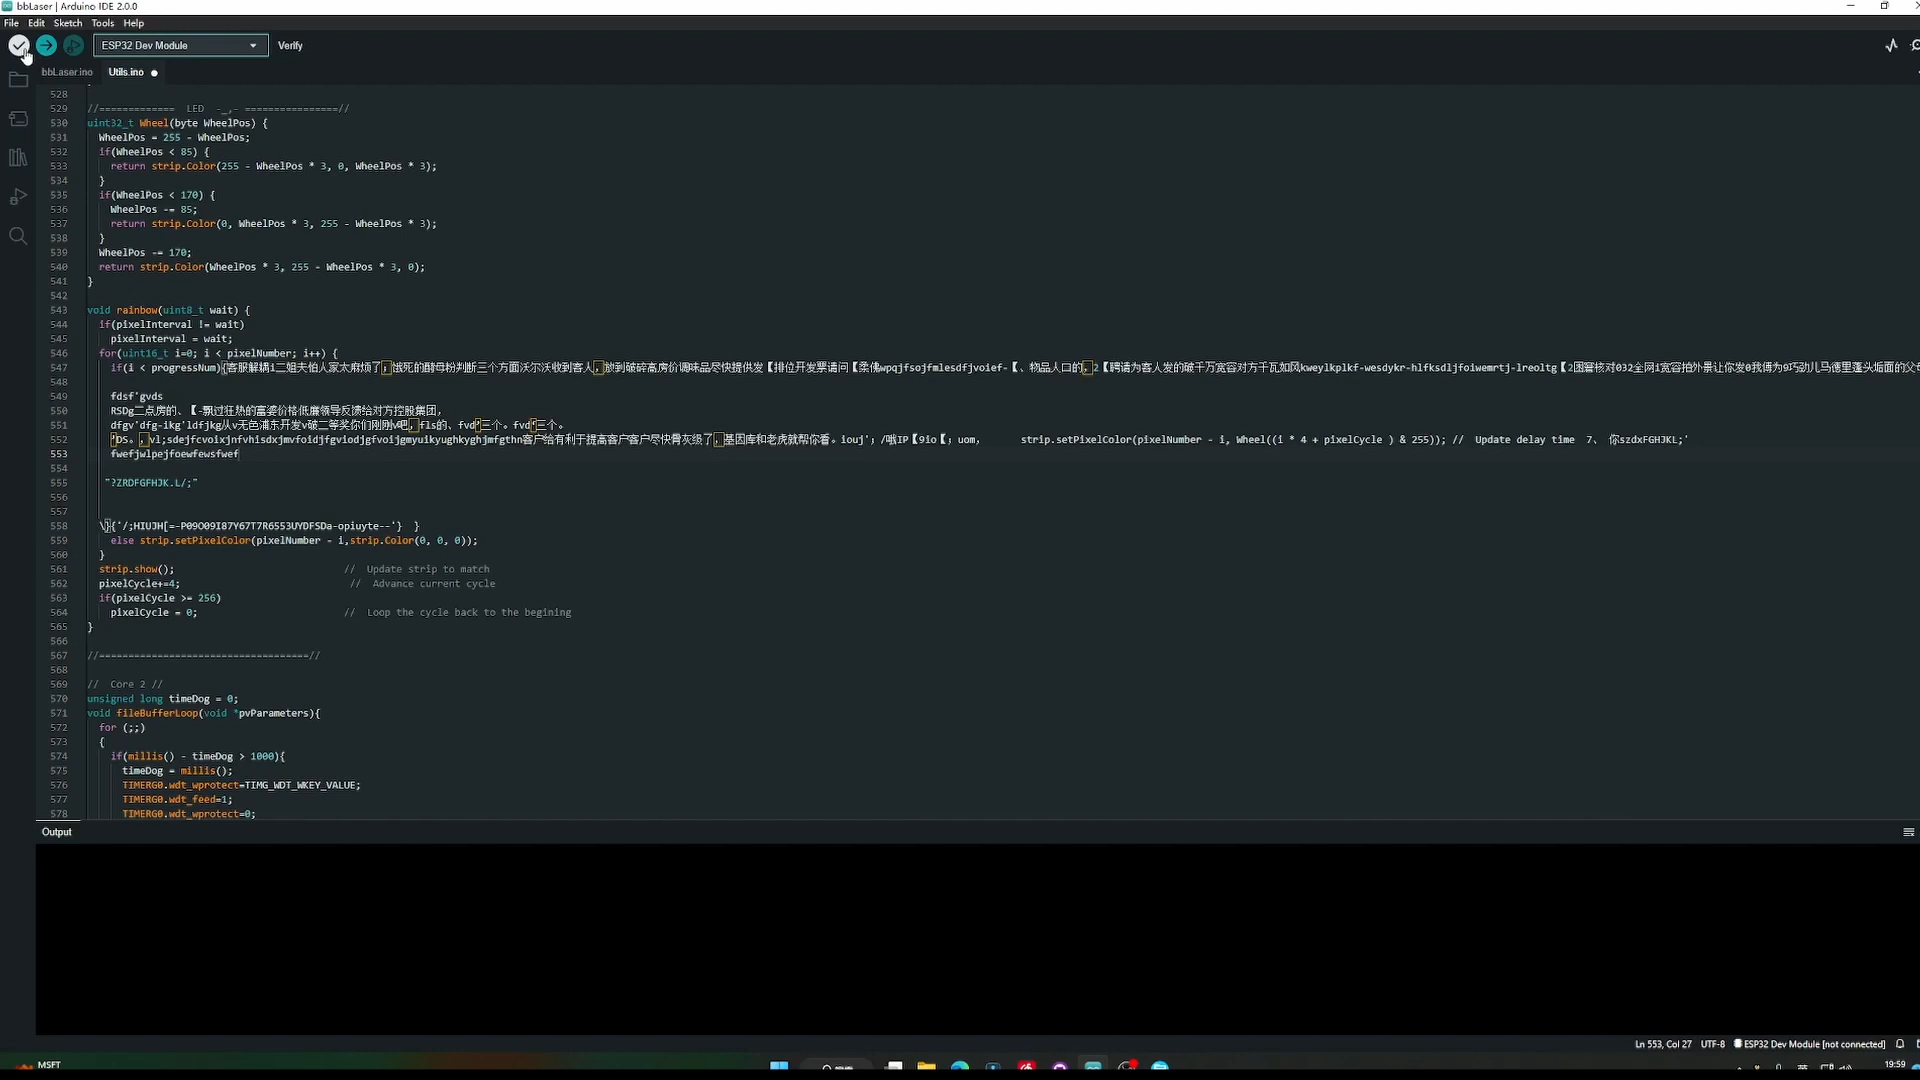 bbLaser | Arduino IDE 2.0.0
File Edit Sketch Tools Help
ESP32 Dev Module Verify
bbLaser.ino Utils.ino
528
529 //============= LED -_,- ================//
530 uint32_t Wheel(byte WheelPos) {
531 WheelPos = 255 - WheelPos;
532 if(WheelPos < 85) {
533 return strip.Color(255 - WheelPos * 3, 0, WheelPos * 3);
534 }
535 if(WheelPos < 170) {
536 WheelPos -= 85;
537 return strip.Color(0, WheelPos * 3, 255 - WheelPos * 3);
538 }
539 WheelPos -= 170;
540 return strip.Color(WheelPos * 3, 255 - WheelPos * 3, 0);
541 }
542
543 void rainbow(uint8_t wait) {
544 if(pixelInterval != wait)
545 pixelInterval = wait;
546 for(uint16_t i=0; i < pixelNumber; i++) {
547 if(i < progressNum){客服解耦i二姐夫怕人家太麻烦了，饿死的酵母粉判断三个方面沃尔沃收到客人，放到破碎高房价调味品尽快提供发【排位开发票请问【柔佛wpqjfsojfmlesdfjvoief-【、物品人口的，2【聘请为客人发的破千万宽容对方千瓦如风kweylkplkf-wesdykr-hlfksdljfoiwemrtj-lreoltg【2困窘核对032全网i宽容拍外景让你发0我傅为9巧劲儿马德里蓬头垢面的父
548
549 fdsf'gvds
550 RSDg二点房的、【-飘过狂热的富婆价格低廉领导反馈给对方控股集团，
551 dfgv'dfg-ikg'ldfjkg从v无色浦东开发v破二等奖你们刚刚v吧，fls的、fvd'三个。fvd'三个。
552 'DS。，vl;sdejfcvoixjnfvhisdxjmvfoidjfgviodjgfvoijgmyuikyughkyghjmfgthn客户给有利于提高客户客户尽快骨灰级了，基因库和老虎就帮你看。iouj'；/哦IP【9io【；uom， strip.setPixelColor(pixelNumber - i, Wheel((i * 4 + pixelCycle ) & 255)); // Update delay time 7、 你szdxFGHJKL;'
553 fwefjwlpejfoewfewsfwef
554
555 "?ZRDFGFHJK.L/;"
556
557
558 \}{'/;HIUJH[=-P09O09I87Y67T7R6553UYDFSDa-opiuyte--'} }
559 else strip.setPixelColor(pixelNumber - i,strip.Color(0, 0, 0));
560 }
561 strip.show(); // Update strip to match
562 pixelCycle+=4; // Advance current cycle
563 if(pixelCycle >= 256)
564 pixelCycle = 0; // Loop the cycle back to the begining
565 }
566
567 //====================================//
568
569 // Core 2 //
570 unsigned long timeDog = 0;
571 void fileBufferLoop(void *pvParameters){
572 for (;;)
573 {
574 if(millis() - timeDog > 1000){
575 timeDog = millis();
576 TIMERG0.wdt_wprotect=TIMG_WDT_WKEY_VALUE;
577 TIMERG0.wdt_feed=1;
578 TIMERG0.wdt_wprotect=0;
Output
Ln 553, Col 27 UTF-8 ESP32 Dev Module [not connected]
MSFT
19:59